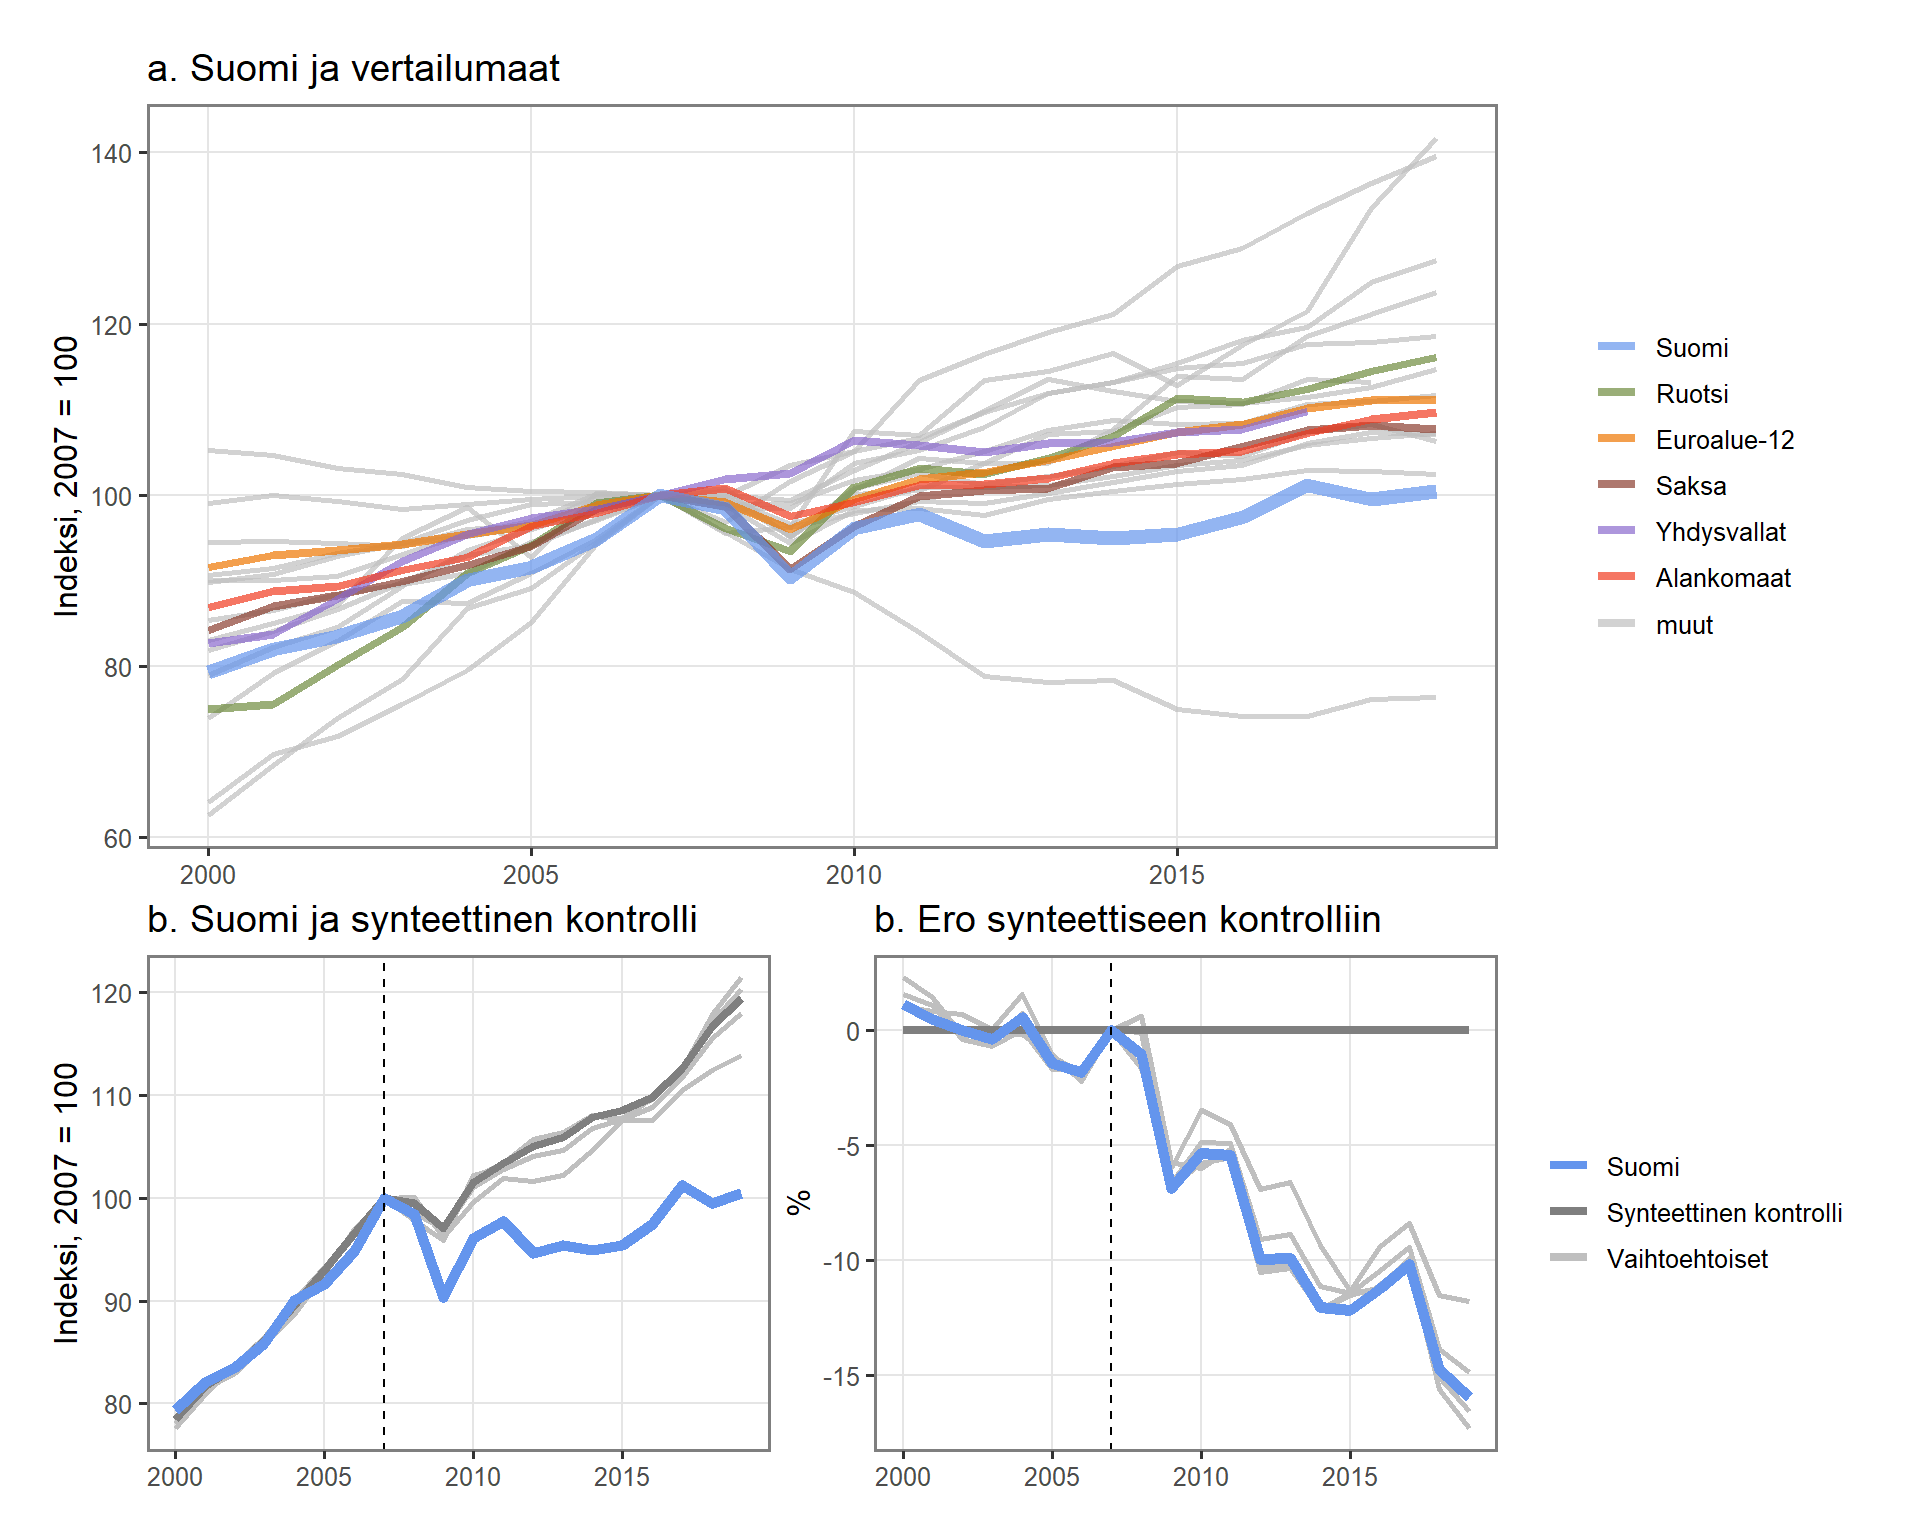 a. Suomi ja vertailumaat
Indeksi, 2007 = 100
140
120
100
80
60
2000
2005
2010
2015
Suomi
Ruotsi
Euroalue-12
Saksa
Yhdysvallat
Alankomaat
muut
b. Suomi ja synteettinen kontrolli
Indeksi, 2007 = 100
120
110
100
90
80
2000
2005
2010
2015
b. Ero synteettiseen kontrolliin
%
0
-5
-10
-15
2000
2005
2010
2015
Suomi
Synteettinen kontrolli
Vaihtoehtoiset